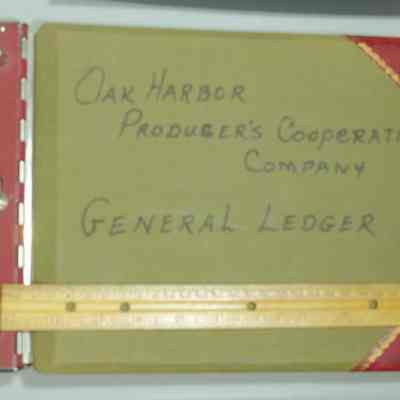 Oak Harbor
Producer's Cooperati
Company
General Ledger